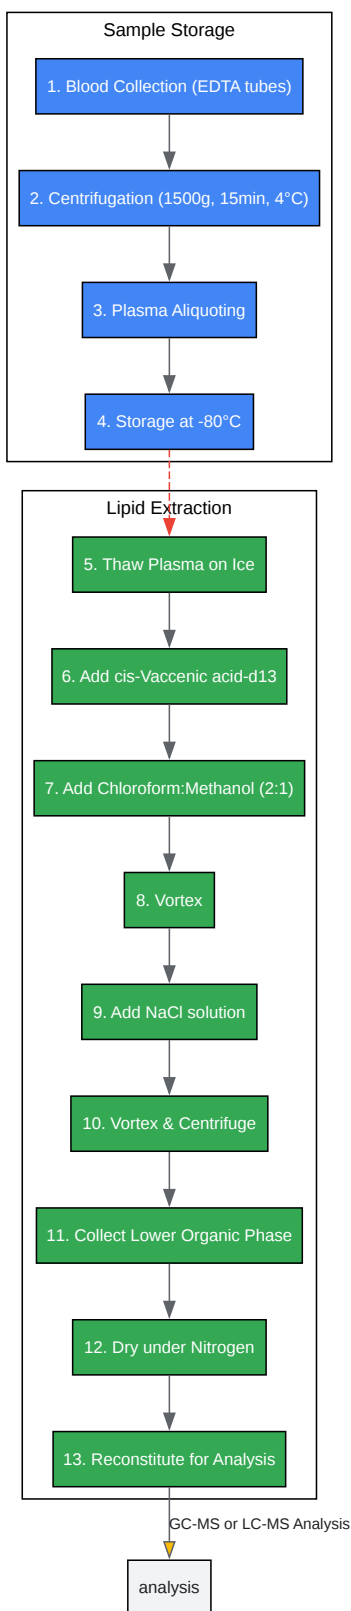 Sample Storage
1. Blood Collection (EDTA tubes)
2. Centrifugation (1500g, 15min, 4°C)
3. Plasma Aliquoting
4. Storage at -80°C
Lipid Extraction
5. Thaw Plasma on Ice
6. Add cis-Vaccenic acid-d13
7. Add Chloroform:Methanol (2:1)
8. Vortex
9. Add NaCl solution
10. Vortex & Centrifuge
11. Collect Lower Organic Phase
12. Dry under Nitrogen
13. Reconstitute for Analysis
GC-MS or LC-MS Analysis
analysis